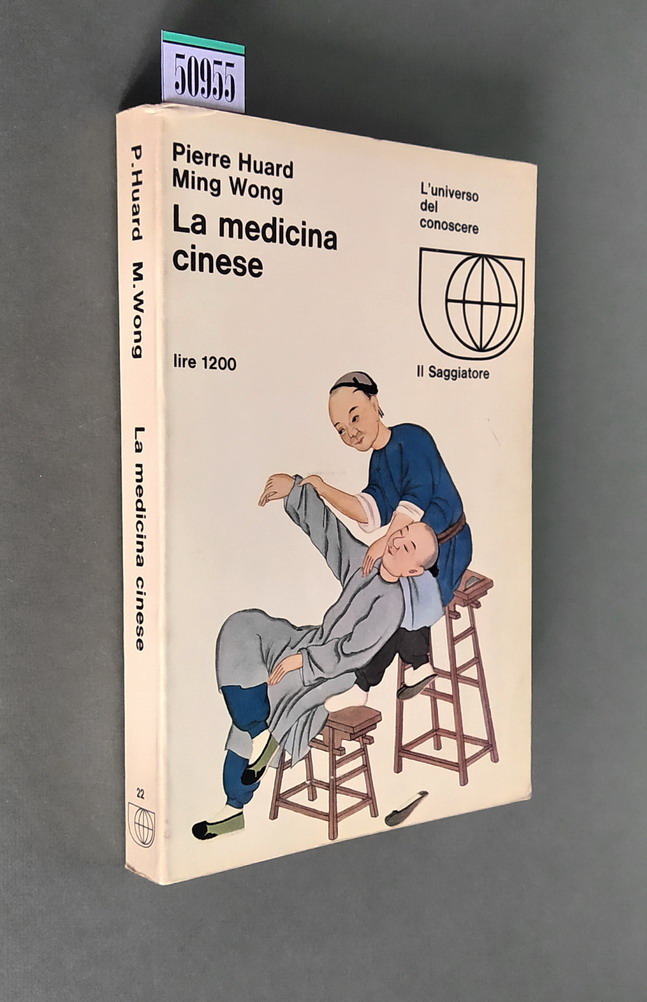 50955
Pierre Huard
Ming Wong
La medicina
cinese
lire 1200
L'universo
del
conoscere
Il Saggiatore
P. Huard M. Wong La medicina cinese
22